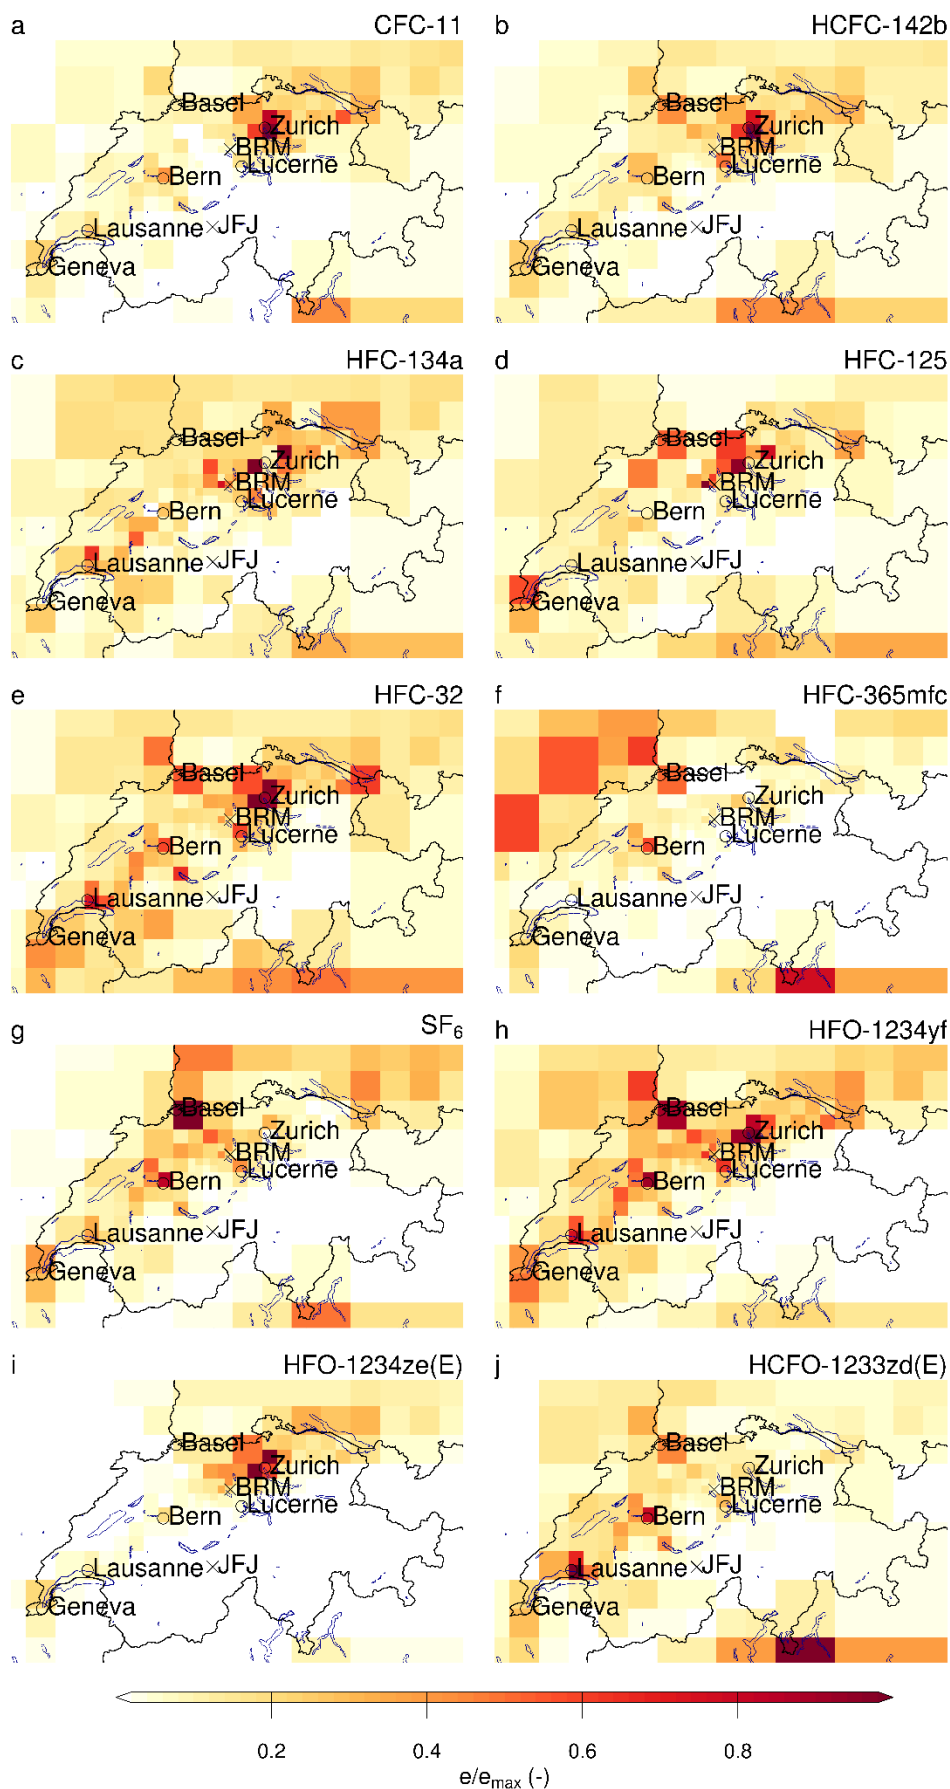 a CFC-11
Basel
Zurich
BRM
Lucerne
Bern
Lausanne JFJ
Geneva
b HCFC-142b
Basel
Zurich
BRM
Lucerne
Bern
Lausanne JFJ
Geneva
c HFC-134a
Basel
Zurich
BRM
Lucerne
Bern
Lausanne JFJ
Geneva
d HFC-125
Basel
Zurich
BRM
Lucerne
Bern
Lausanne JFJ
Geneva
e HFC-32
Basel
Zurich
BRM
Lucerne
Bern
Lausanne JFJ
Geneva
f HFC-365mfc
Basel
Zurich
BRM
Lucerne
Bern
Lausanne JFJ
Geneva
g SF6
Basel
Zurich
BRM
Lucerne
Bern
Lausanne JFJ
Geneva
h HFO-1234yf
Basel
Zurich
BRM
Lucerne
Bern
Lausanne JFJ
Geneva
i HFO-1234ze(E)
Basel
Zurich
BRM
Lucerne
Bern
Lausanne JFJ
Geneva
j HCFO-1233zd(E)
Basel
Zurich
BRM
Lucerne
Bern
Lausanne JFJ
Geneva
0.2 0.4 0.6 0.8
e/emax (-)